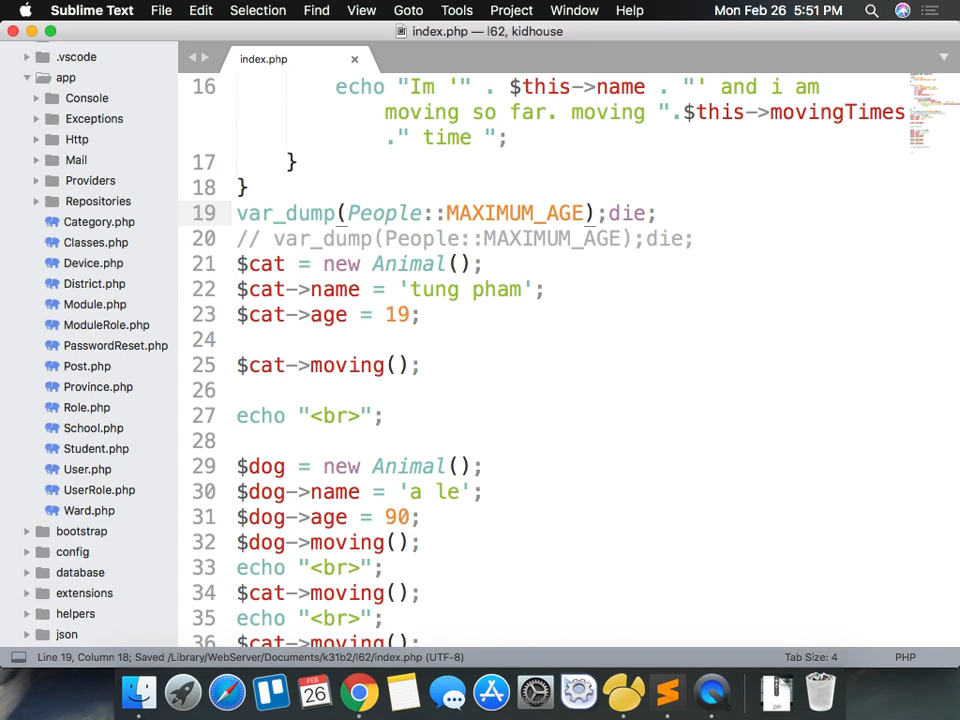 Sublime Text File Edit Selection Find View Goto Tools Project Window Help Mon Feb 26 5:51 PM
index.php — l62, kidhouse
index.php
.vscode
app
Console
Exceptions
Http
Mail
Providers
Repositories
Category.php
Classes.php
Device.php
District.php
Module.php
ModuleRole.php
PasswordReset.php
Post.php
Province.php
Role.php
School.php
Student.php
User.php
UserRole.php
Ward.php
bootstrap
config
database
extensions
helpers
json
16 echo "Im '" . $this->name . "' and i am
moving so far. moving ".$this->movingTimes
." time ";
17 }
18 }
19 var_dump(People::MAXIMUM_AGE);die;
20 // var_dump(People::MAXIMUM_AGE);die;
21 $cat = new Animal();
22 $cat->name = 'tung pham';
23 $cat->age = 19;
24
25 $cat->moving();
26
27 echo "<br>";
28
29 $dog = new Animal();
30 $dog->name = 'a le';
31 $dog->age = 90;
32 $dog->moving();
33 echo "<br>";
34 $cat->moving();
35 echo "<br>";
36 $cat->moving();
Line 19, Column 18; Saved /Library/WebServer/Documents/k31b2/l62/index.php (UTF-8) Tab Size: 4 PHP
FEB
26
ZIP